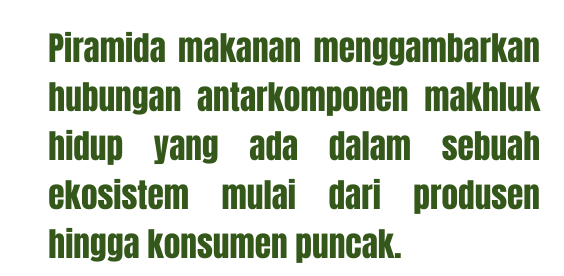 Piramida makanan menggambarkan
hubungan antarkomponen makhluk
hidup yang ada dalam sebuah
ekosistem mulai dari produsen
hingga konsumen puncak.